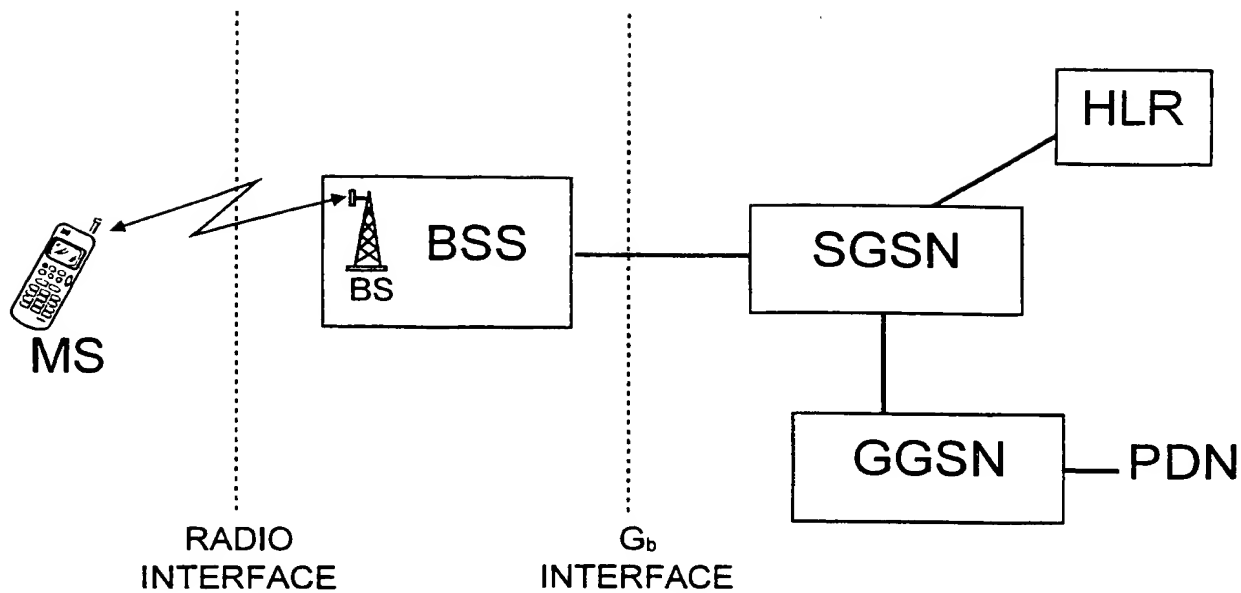 HLR
BSS
SGSN
BS
MS
GGSN
PDN
RADIO
INTERFACE
Gb
INTERFACE